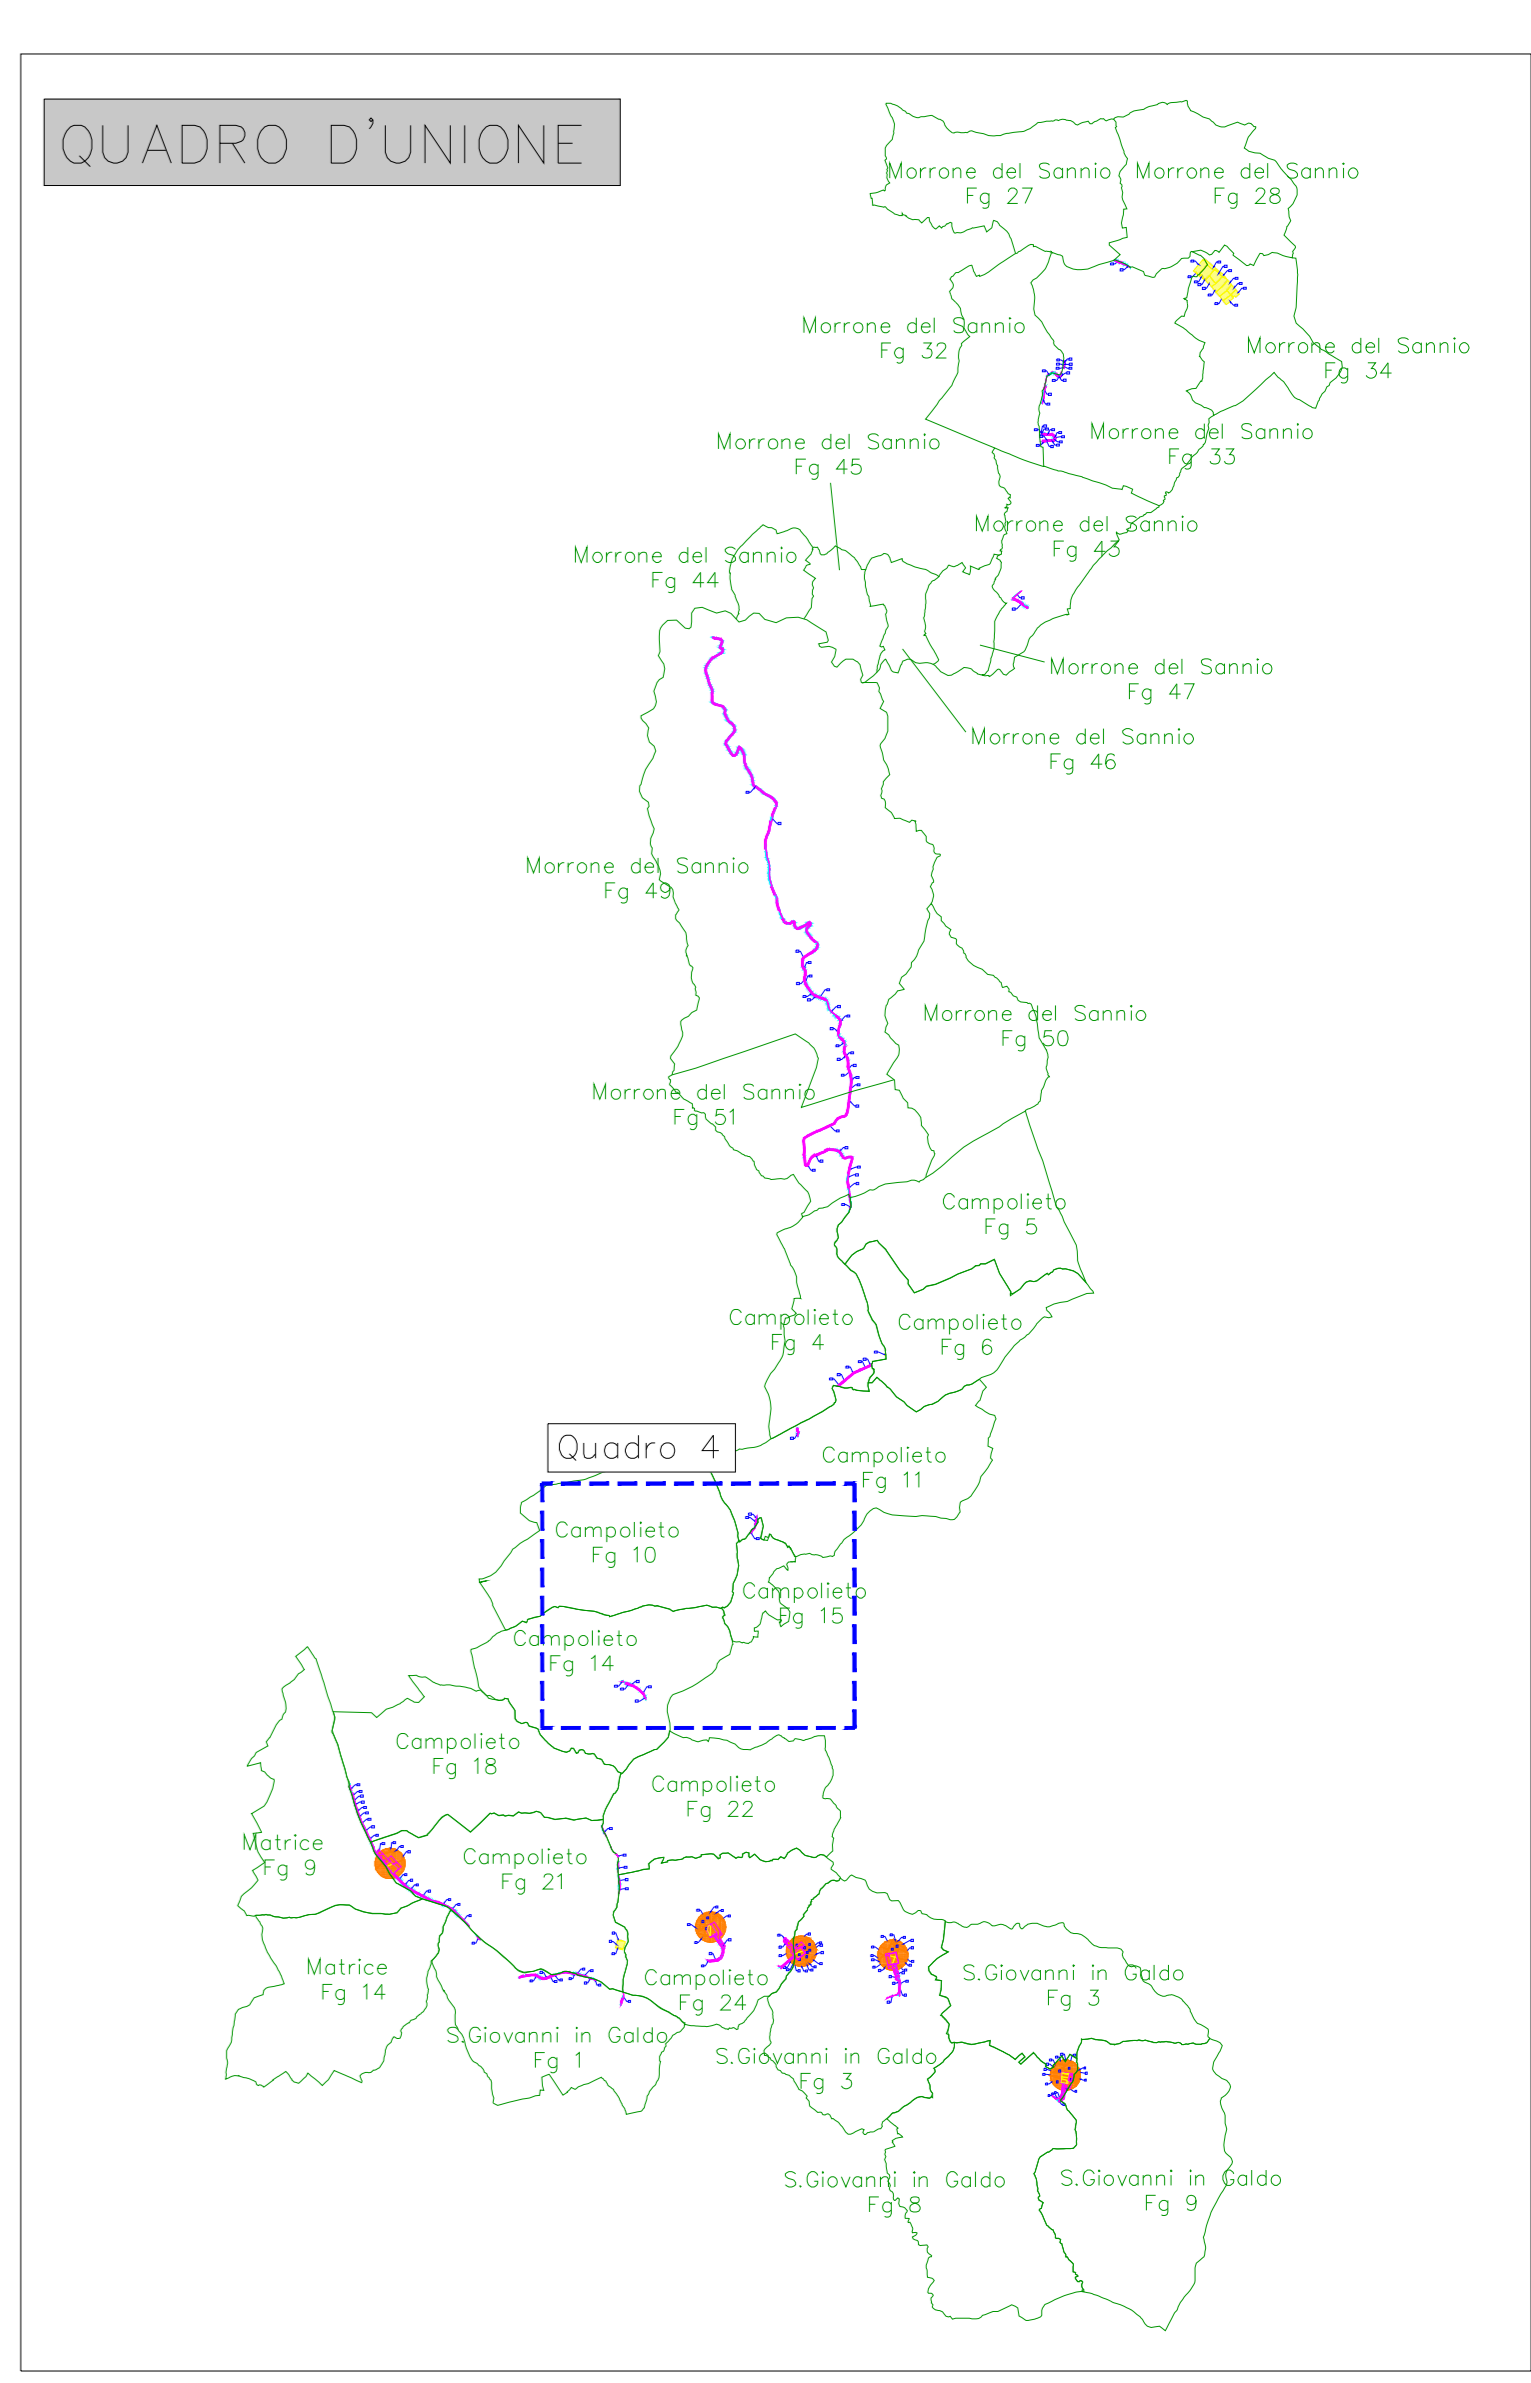 QUADRO D'UNIONE
Morrone del Sannio
Fg 27
Morrone del Sannio
Fg 28
Morrone del Sannio
Fg 32
Morrone del Sannio
Fg 34
Morrone del Sannio
Fg 33
Morrone del Sannio
Fg 45
Morrone del Sannio
Fg 43
Morrone del Sannio
Fg 44
Morrone del Sannio
Fg 47
Morrone del Sannio
Fg 46
Morrone del Sannio
Fg 49
Morrone del Sannio
Fg 50
Morrone del Sannio
Fg 51
Campolieto
Fg 5
Campolieto
Fg 4
Campolieto
Fg 6
Quadro 4
Campolieto
Fg 11
Campolieto
Fg 10
Campolieto
Fg 15
Campolieto
Fg 14
Campolieto
Fg 18
Campolieto
Fg 22
Matrice
Fg 9
Campolieto
Fg 21
Matrice
Fg 14
Campolieto
Fg 24
S.Giovanni in Galdo
Fg 3
S.Giovanni in Galdo
Fg 1
S.Giovanni in Galdo
Fg 3
S.Giovanni in Galdo
Fg 8
S.Giovanni in Galdo
Fg 9